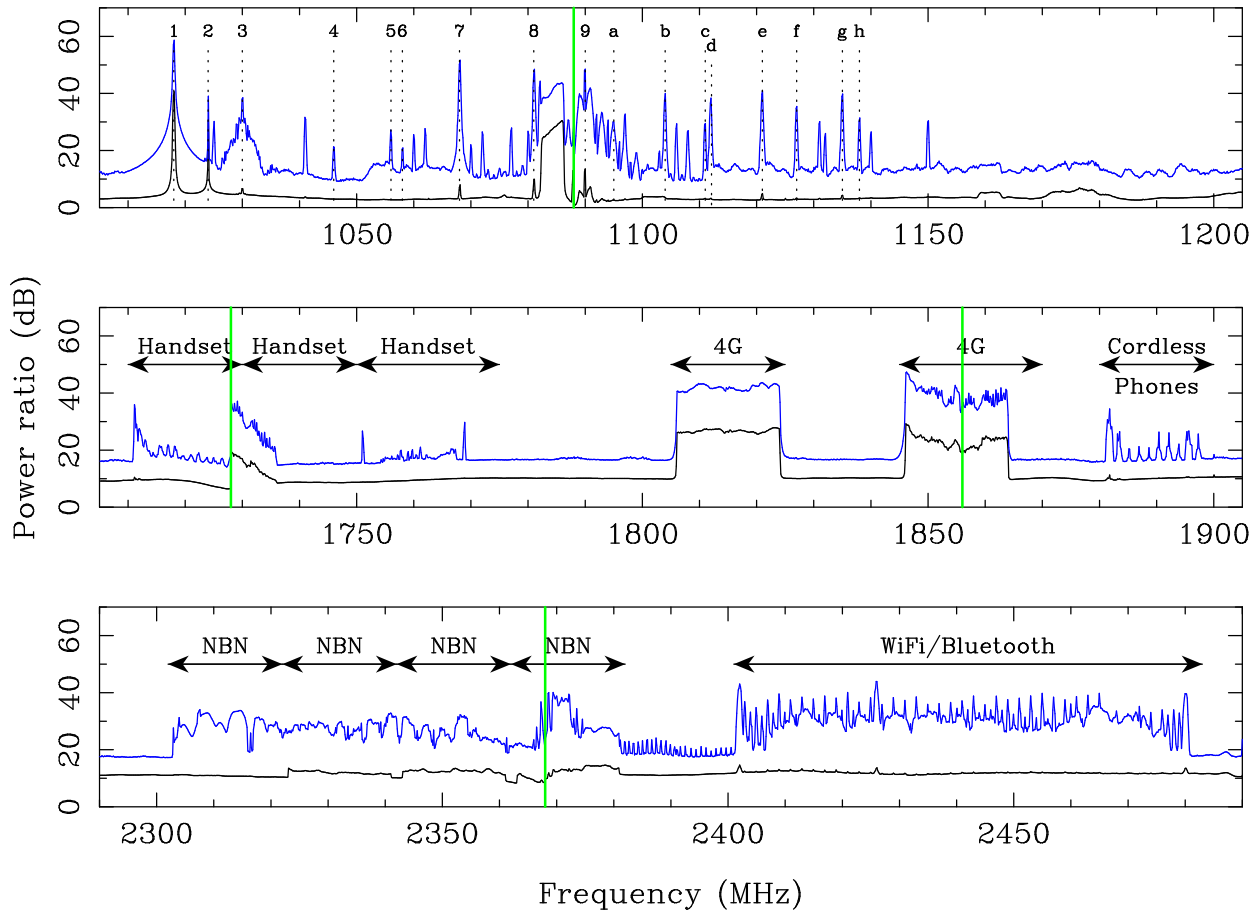 60
40
20
0
1 2 3 4 5 6 7 8 9 a b c d e f g h
1050 1100 1150 1200
Power ratio (dB)
60
40
20
0
Handset Handset Handset 4G 4G Cordless
Phones
1750 1800 1850 1900
60
40
20
0
NBN NBN NBN NBN WiFi/Bluetooth
2300 2350 2400 2450
Frequency (MHz)